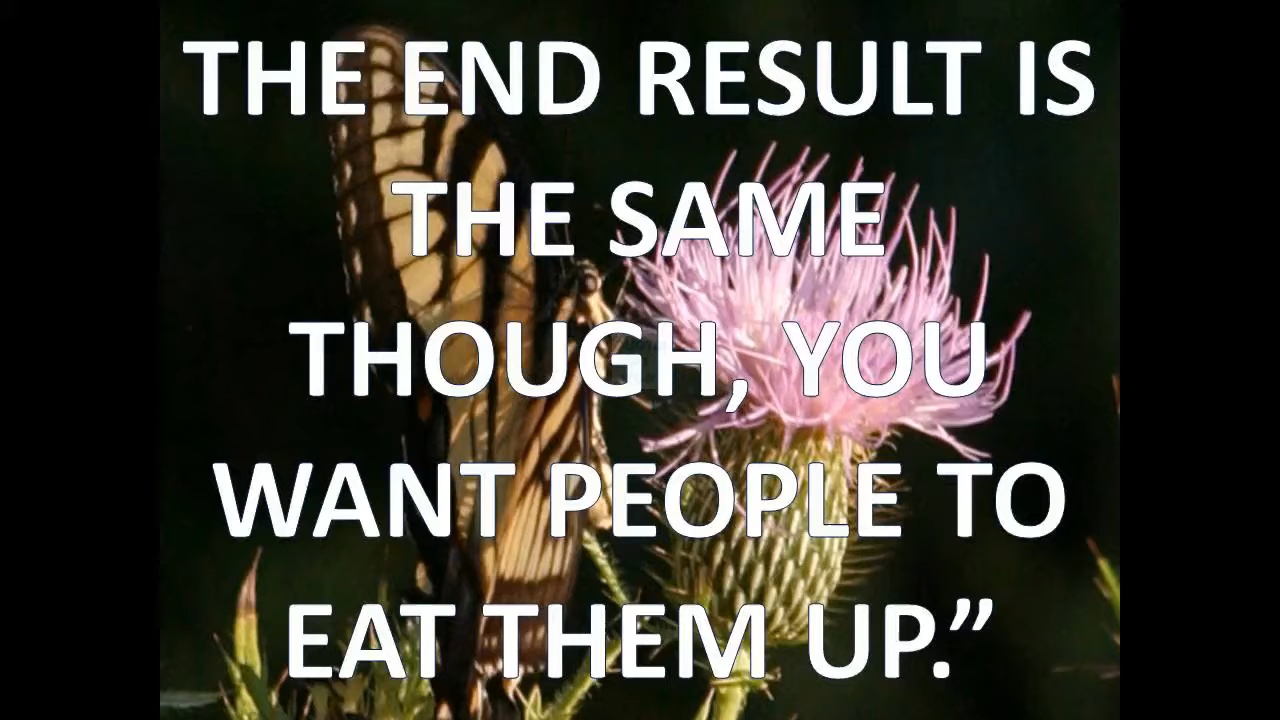 THE END RESULT IS
THE SAME
THOUGH, YOU
WANT PEOPLE TO
EAT THEM UP.”